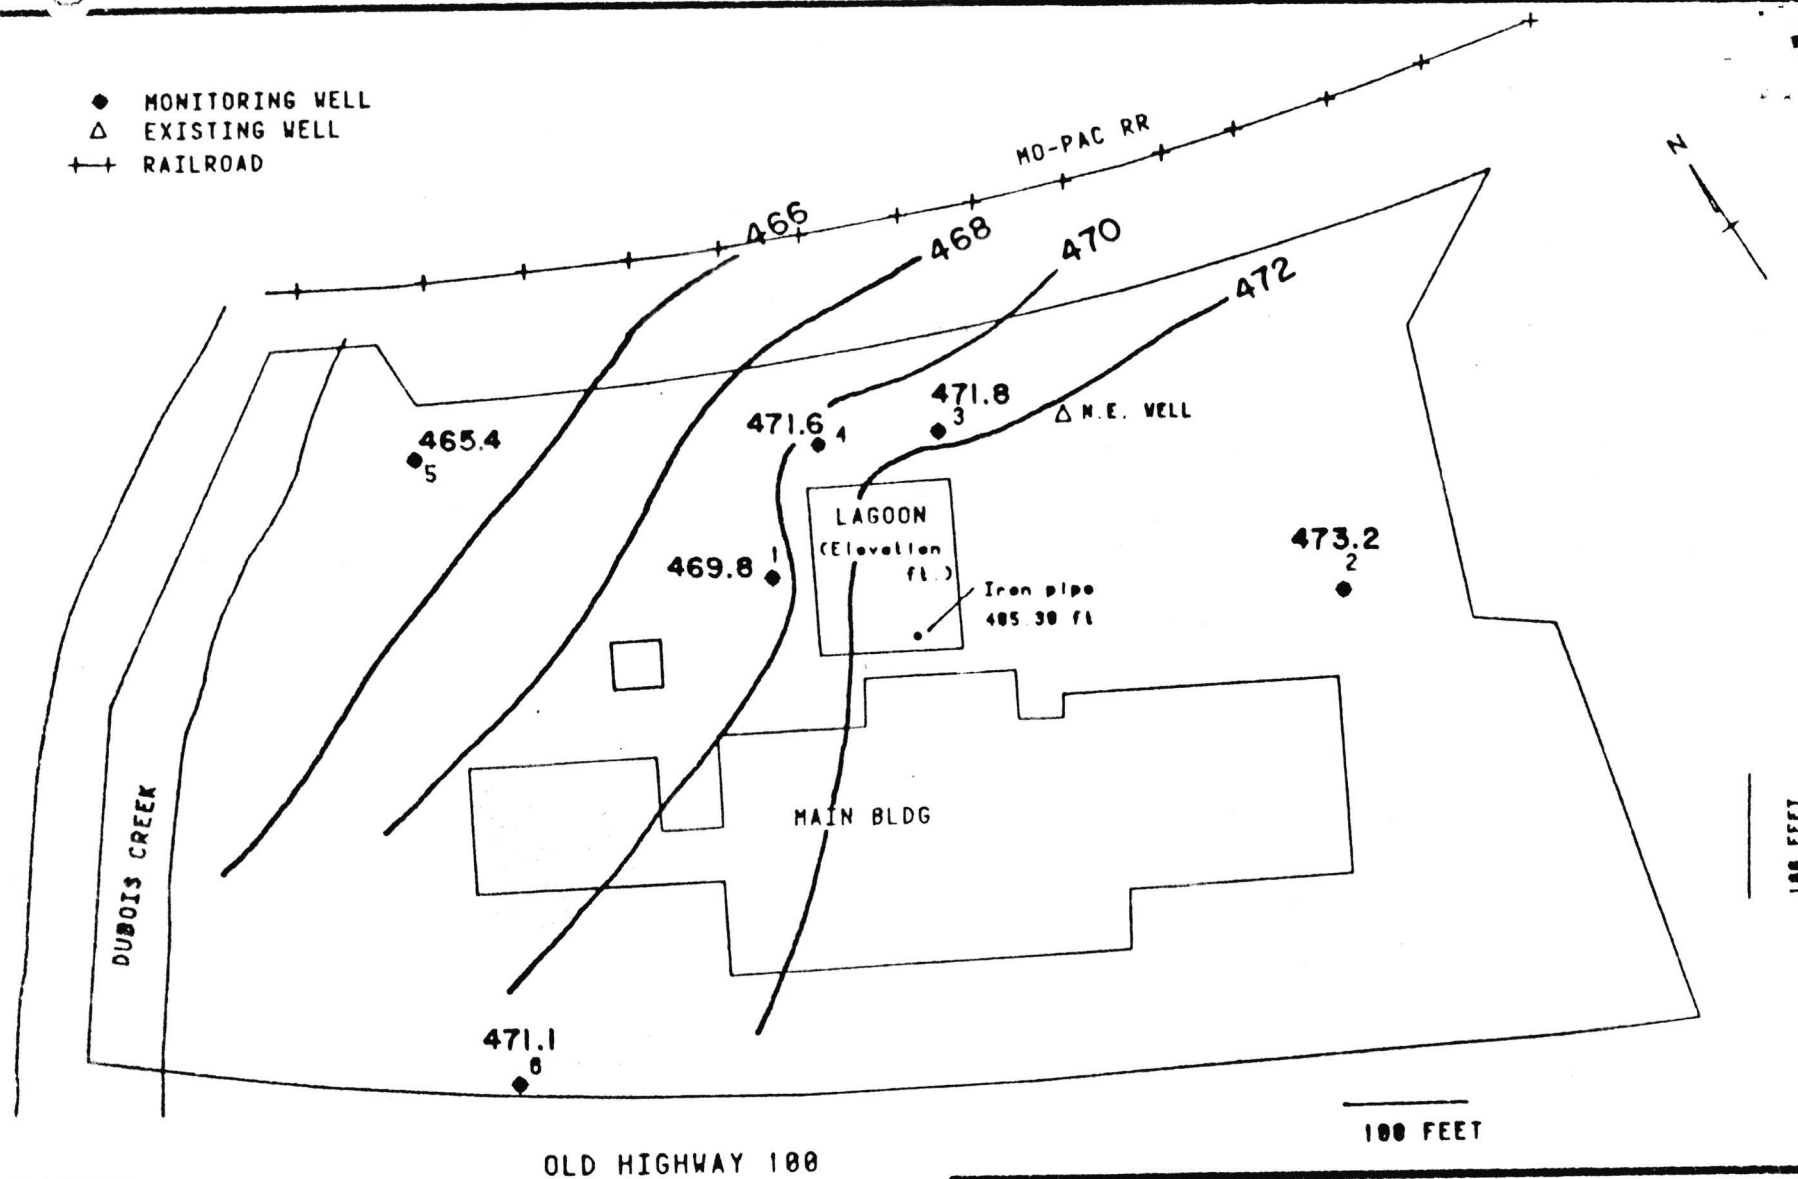 MONITORING WELL
EXISTING WELL
RAILROAD
MO-PAC RR
N
466
468
470
472
471.8
3
471.6
4
N.E. WELL
465.4
5
LAGOON
(Elevation
ft.)
469.8
1
473.2
2
Iron pipe
MAIN BLDG
DUBOIS CREEK
471.1
6
100 FEET
100 FEET
OLD HIGHWAY 100